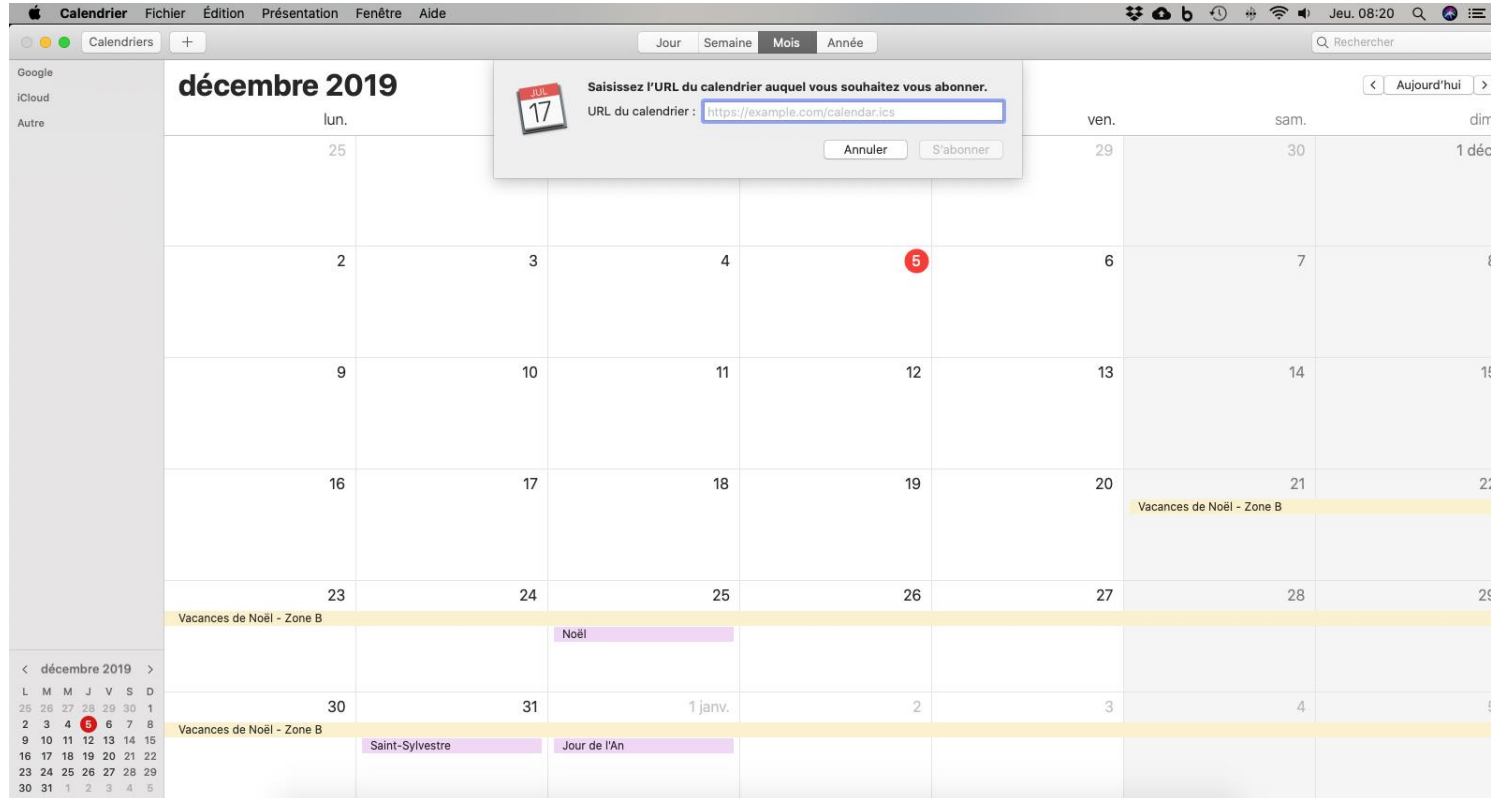 Calendrier Fichier Édition Présentation Fenêtre Aide Jeu. 08:20
Calendriers + Jour Semaine Mois Année Rechercher
Google
iCloud
Autre
décembre 2019
< Aujourd'hui >
JUL
17
Saisissez l'URL du calendrier auquel vous souhaitez vous abonner.
URL du calendrier : https://example.com/calendar.ics
Annuler S'abonner
lun. ven. sam. dim
25 29 30 1 déc
2 3 4 5 6 7 8
9 10 11 12 13 14 15
16 17 18 19 20 21 22
Vacances de Noël - Zone B
23 24 25 26 27 28 29
Vacances de Noël - Zone B
Noël
30 31 1 janv. 2 3 4 5
Vacances de Noël - Zone B
Saint-Sylvestre Jour de l'An
< décembre 2019 >
L M M J V S D
25 26 27 28 29 30 1
2 3 4 5 6 7 8
9 10 11 12 13 14 15
16 17 18 19 20 21 22
23 24 25 26 27 28 29
30 31 1 2 3 4 5